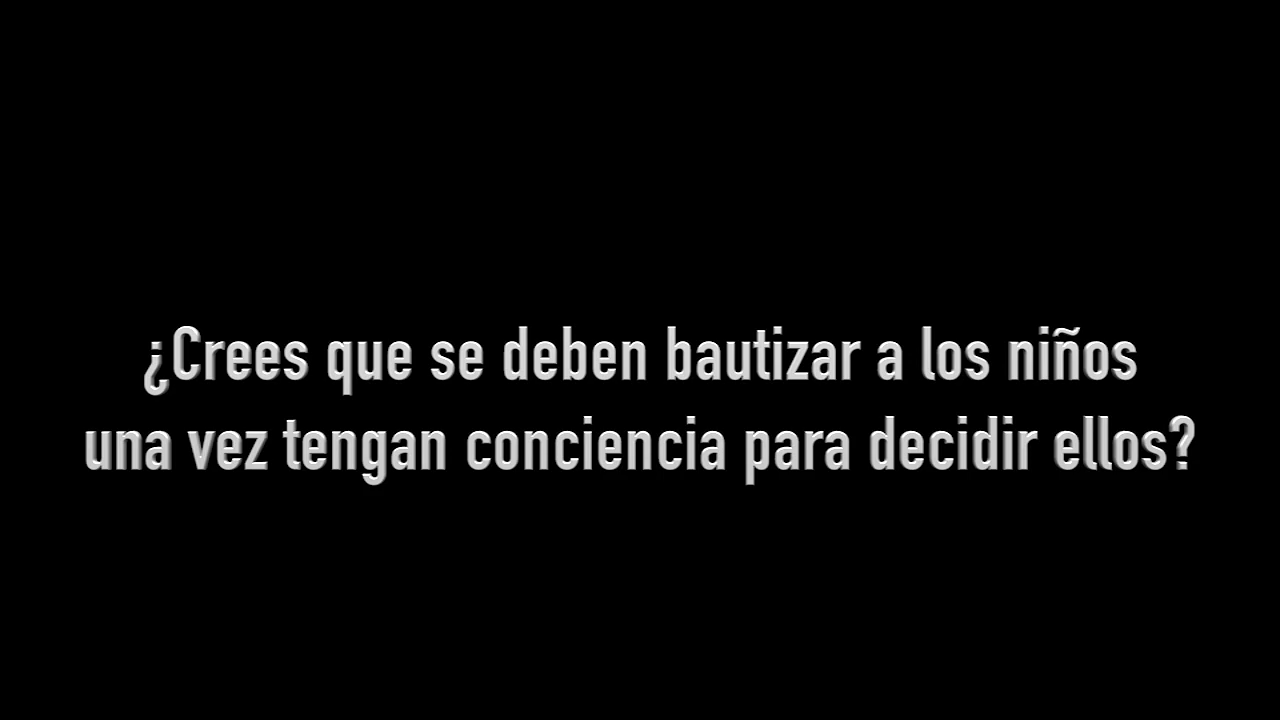 ¿Crees que se deben bautizar a los niños
una vez tengan conciencia para decidir ellos?